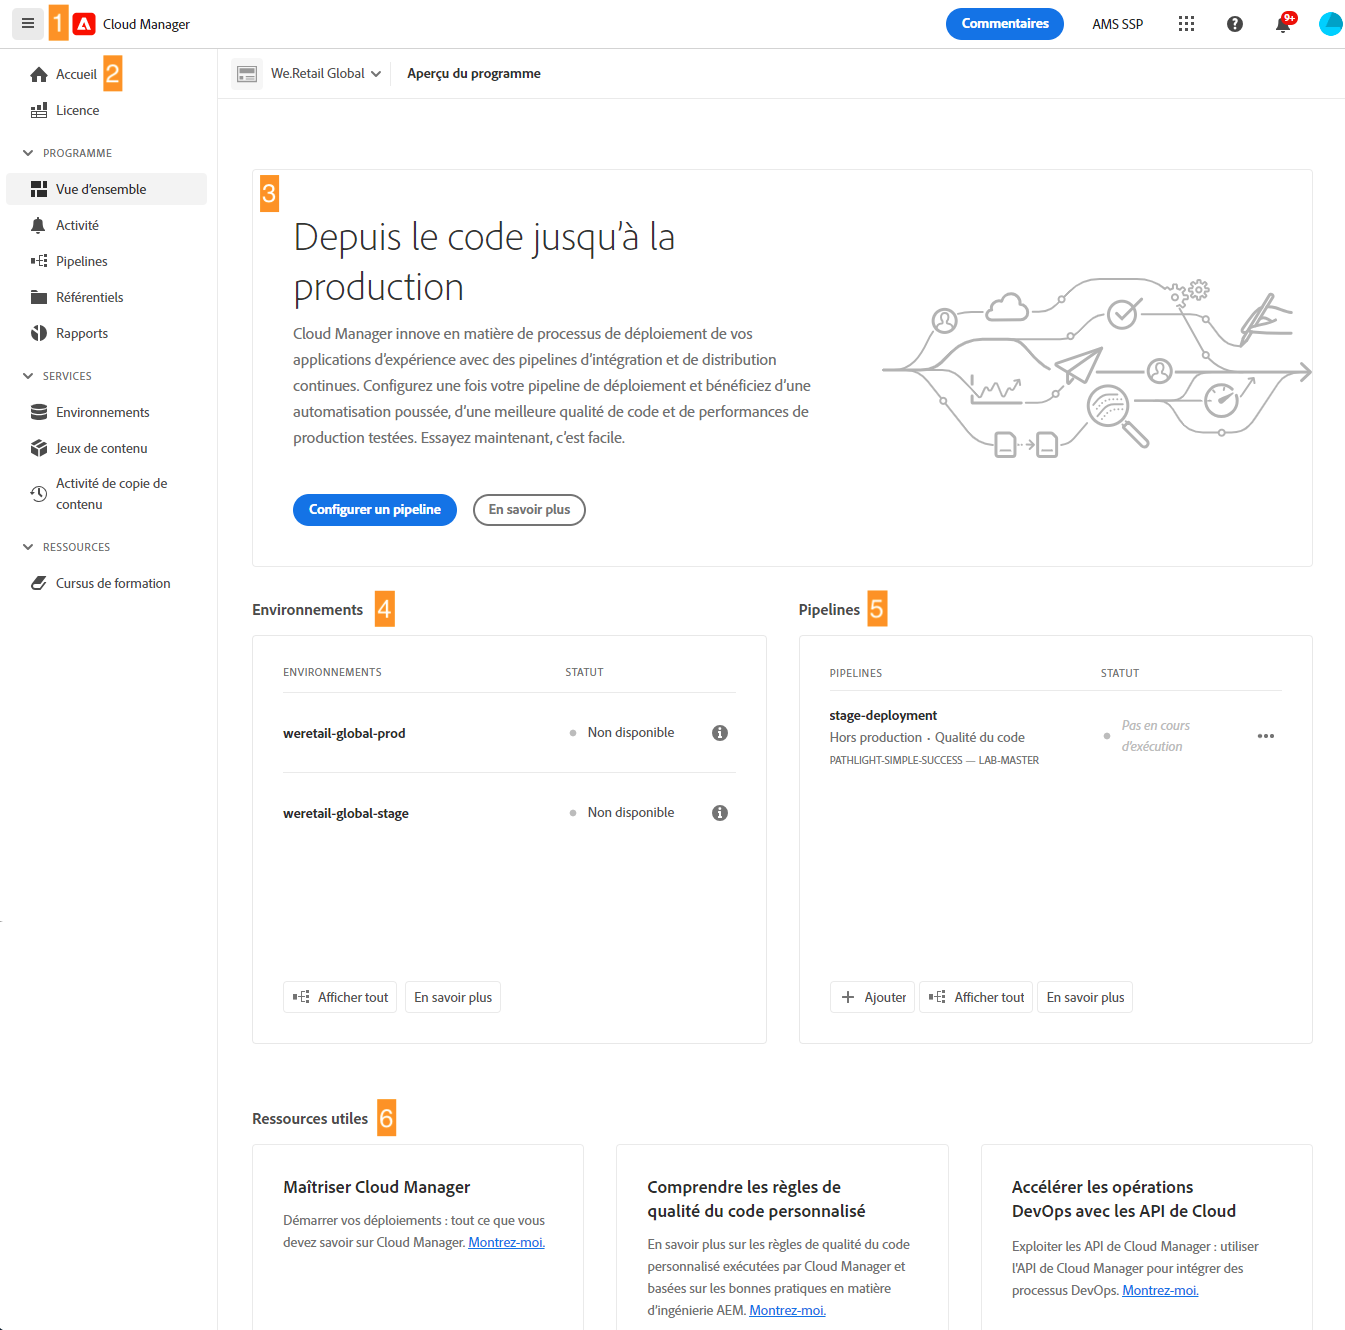 1 Cloud Manager Commentaires AMS SSP 9+
Accueil 2
We.Retail Global Aperçu du programme
Licence
PROGRAMME
Vue d'ensemble
Activité
Pipelines
Référentiels
Rapports
SERVICES
Environnements
Jeux de contenu
Activité de copie de
contenu
RESSOURCES
Cursus de formation
3
Depuis le code jusqu'à la
production
Cloud Manager innove en matière de processus de déploiement de vos
applications d'expérience avec des pipelines d'intégration et de distribution
continues. Configurez une fois votre pipeline de déploiement et bénéficiez d'une
automatisation poussée, d'une meilleure qualité de code et de performances de
production testées. Essayez maintenant, c'est facile.
Configurer un pipeline En savoir plus
Environnements 4
ENVIRONNEMENTS STATUT
weretail-global-prod Non disponible
weretail-global-stage Non disponible
Afficher tout En savoir plus
Pipelines 5
PIPELINES STATUT
stage-deployment
Hors production · Qualité du code
PATHLIGHT-SIMPLE-SUCCESS — LAB-MASTER
Pas en cours
d'exécution
Ajouter Afficher tout En savoir plus
Ressources utiles 6
Maîtriser Cloud Manager
Démarrer vos déploiements : tout ce que vous
devez savoir sur Cloud Manager. Montrez-moi.
Comprendre les règles de
qualité du code personnalisé
En savoir plus sur les règles de qualité du code
personnalisé exécutées par Cloud Manager et
basées sur les bonnes pratiques en matière
d'ingénierie AEM. Montrez-moi.
Accélérer les opérations
DevOps avec les API de Cloud
Exploiter les API de Cloud Manager : utiliser
l'API de Cloud Manager pour intégrer des
processus DevOps. Montrez-moi.